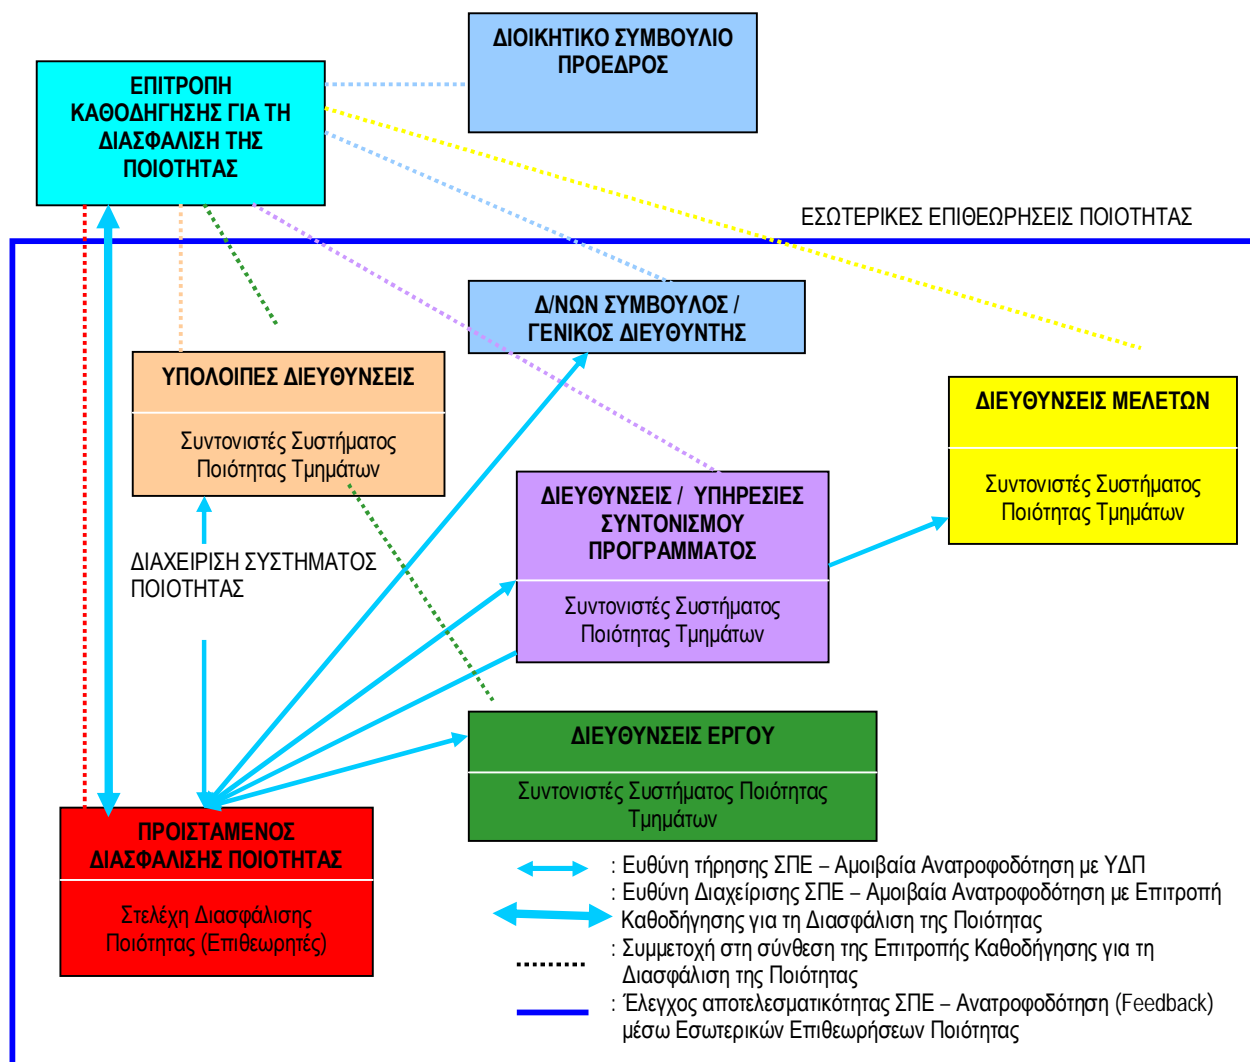 ΔΙΟΙΚΗΤΙΚΟ ΣΥΜΒΟΥΛΙΟ
ΠΡΟΕΔΡΟΣ
ΕΠΙΤΡΟΠΗ
ΚΑΘΟΔΗΓΗΣΗΣ ΓΙΑ ΤΗ
ΔΙΑΣΦΑΛΙΣΗ ΤΗΣ
ΠΟΙΟΤΗΤΑΣ
ΕΣΩΤΕΡΙΚΕΣ ΕΠΙΘΕΩΡΗΣΕΙΣ ΠΟΙΟΤΗΤΑΣ
Δ/ΝΩΝ ΣΥΜΒΟΥΛΟΣ /
ΓΕΝΙΚΟΣ ΔΙΕΥΘΥΝΤΗΣ
ΥΠΟΛΟΙΠΕΣ ΔΙΕΥΘΥΝΣΕΙΣ
Συντονιστές Συστήματος
Ποιότητας Τμημάτων
ΔΙΕΥΘΥΝΣΕΙΣ ΜΕΛΕΤΩΝ
Συντονιστές Συστήματος
Ποιότητας Τμημάτων
ΔΙΕΥΘΥΝΣΕΙΣ / ΥΠΗΡΕΣΙΕΣ
ΣΥΝΤΟΝΙΣΜΟΥ
ΠΡΟΓΡΑΜΜΑΤΟΣ
Συντονιστές Συστήματος
Ποιότητας Τμημάτων
ΔΙΑΧΕΙΡΙΣΗ ΣΥΣΤΗΜΑΤΟΣ
ΠΟΙΟΤΗΤΑΣ
ΔΙΕΥΘΥΝΣΕΙΣ ΕΡΓΟΥ
Συντονιστές Συστήματος Ποιότητας
Τμημάτων
ΠΡΟΙΣΤΑΜΕΝΟΣ
ΔΙΑΣΦΑΛΙΣΗΣ ΠΟΙΟΤΗΤΑΣ
Στελέχη Διασφάλισης
Ποιότητας (Επιθεωρητές)
: Ευθύνη τήρησης ΣΠΕ – Αμοιβαία Ανατροφοδότηση με ΥΔΠ
: Ευθύνη Διαχείρισης ΣΠΕ – Αμοιβαία Ανατροφοδότηση με Επιτροπή
Καθοδήγησης για τη Διασφάλιση της Ποιότητας
: Συμμετοχή στη σύνθεση της Επιτροπής Καθοδήγησης για τη
Διασφάλιση της Ποιότητας
: Έλεγχος αποτελεσματικότητας ΣΠΕ – Ανατροφοδότηση (Feedback)
μέσω Εσωτερικών Επιθεωρήσεων Ποιότητας